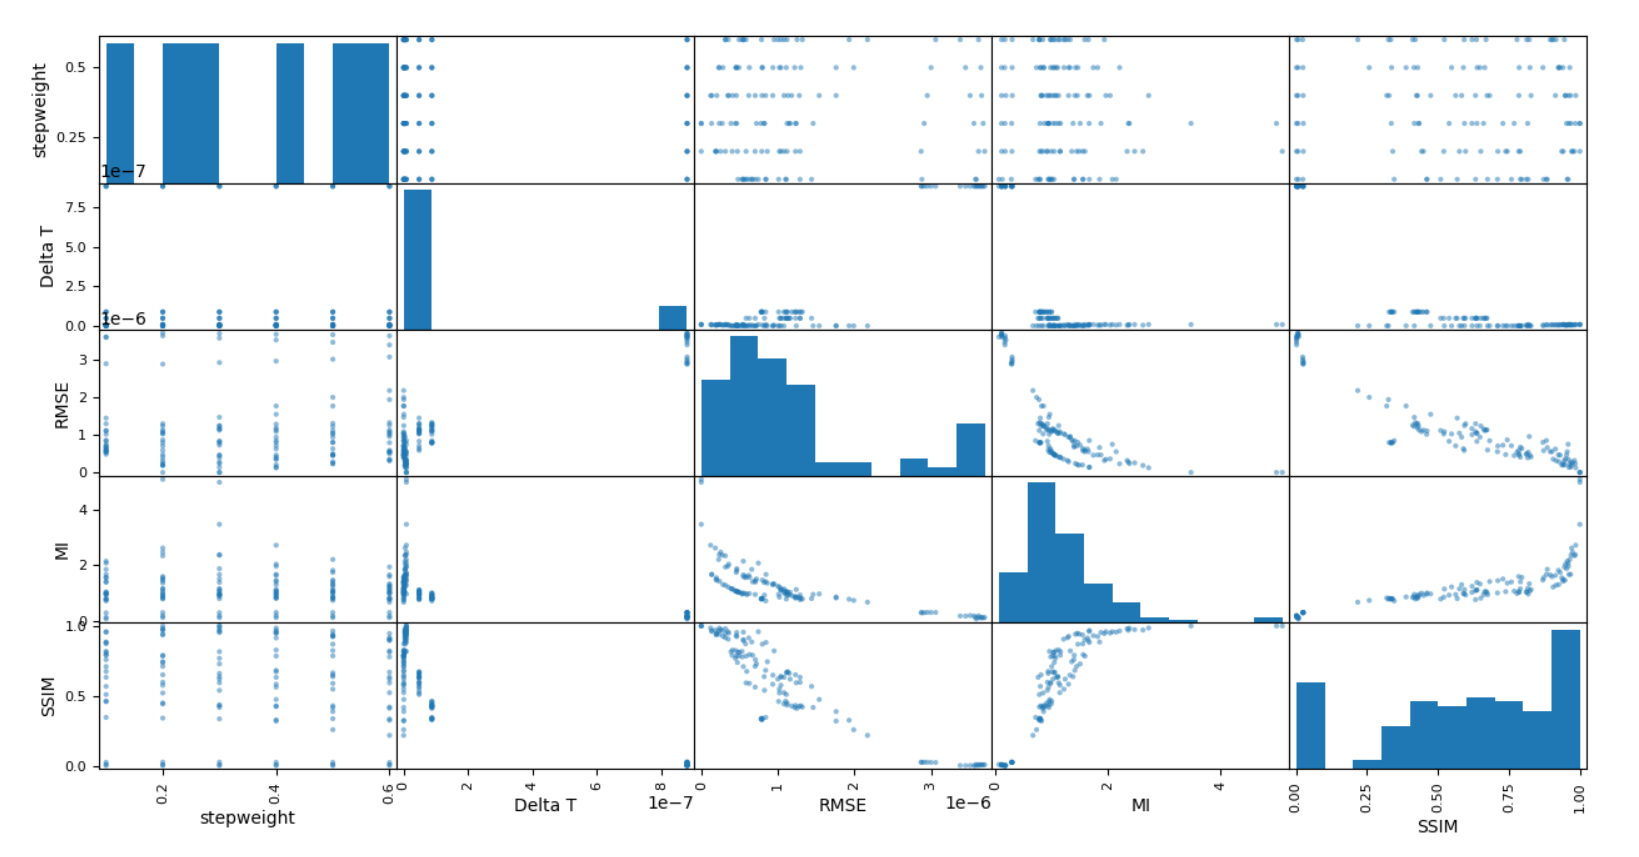 0.5
0.25
stepweight
1e−7
7.5
5.0
2.5
0.0
Delta T
1e−6
3
2
1
0
RMSE
4
2
0
MI
1.0
0.5
0.0
SSIM
0.2 0.4 0.6 0 2 4 6 8 0 1 2 3 0 2 4 0.00 0.25 0.50 0.75 1.00
1e−7 1e−6
stepweight Delta T RMSE MI SSIM